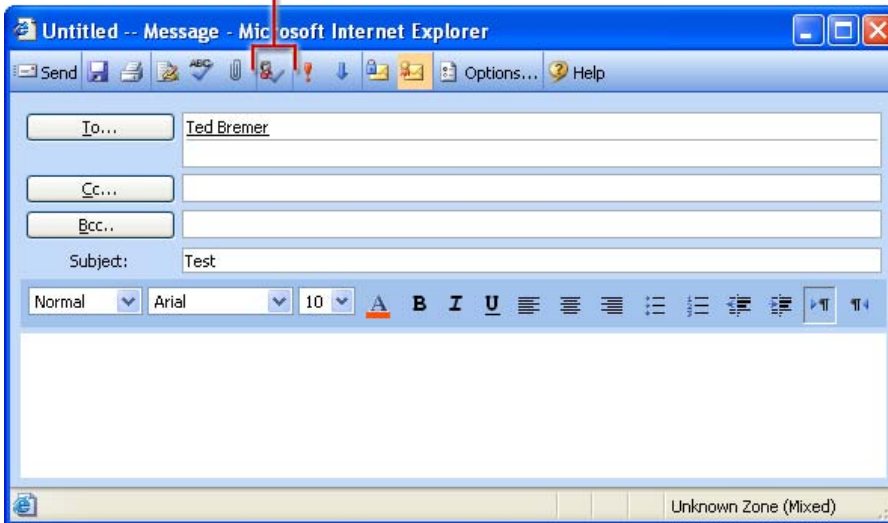 Untitled -- Message - Microsoft Internet Explorer
Send ABC Options... Help
To... Ted Bremer
Cc...
Bcc..
Subject: Test
Normal Arial 10 A B I U
Unknown Zone (Mixed)